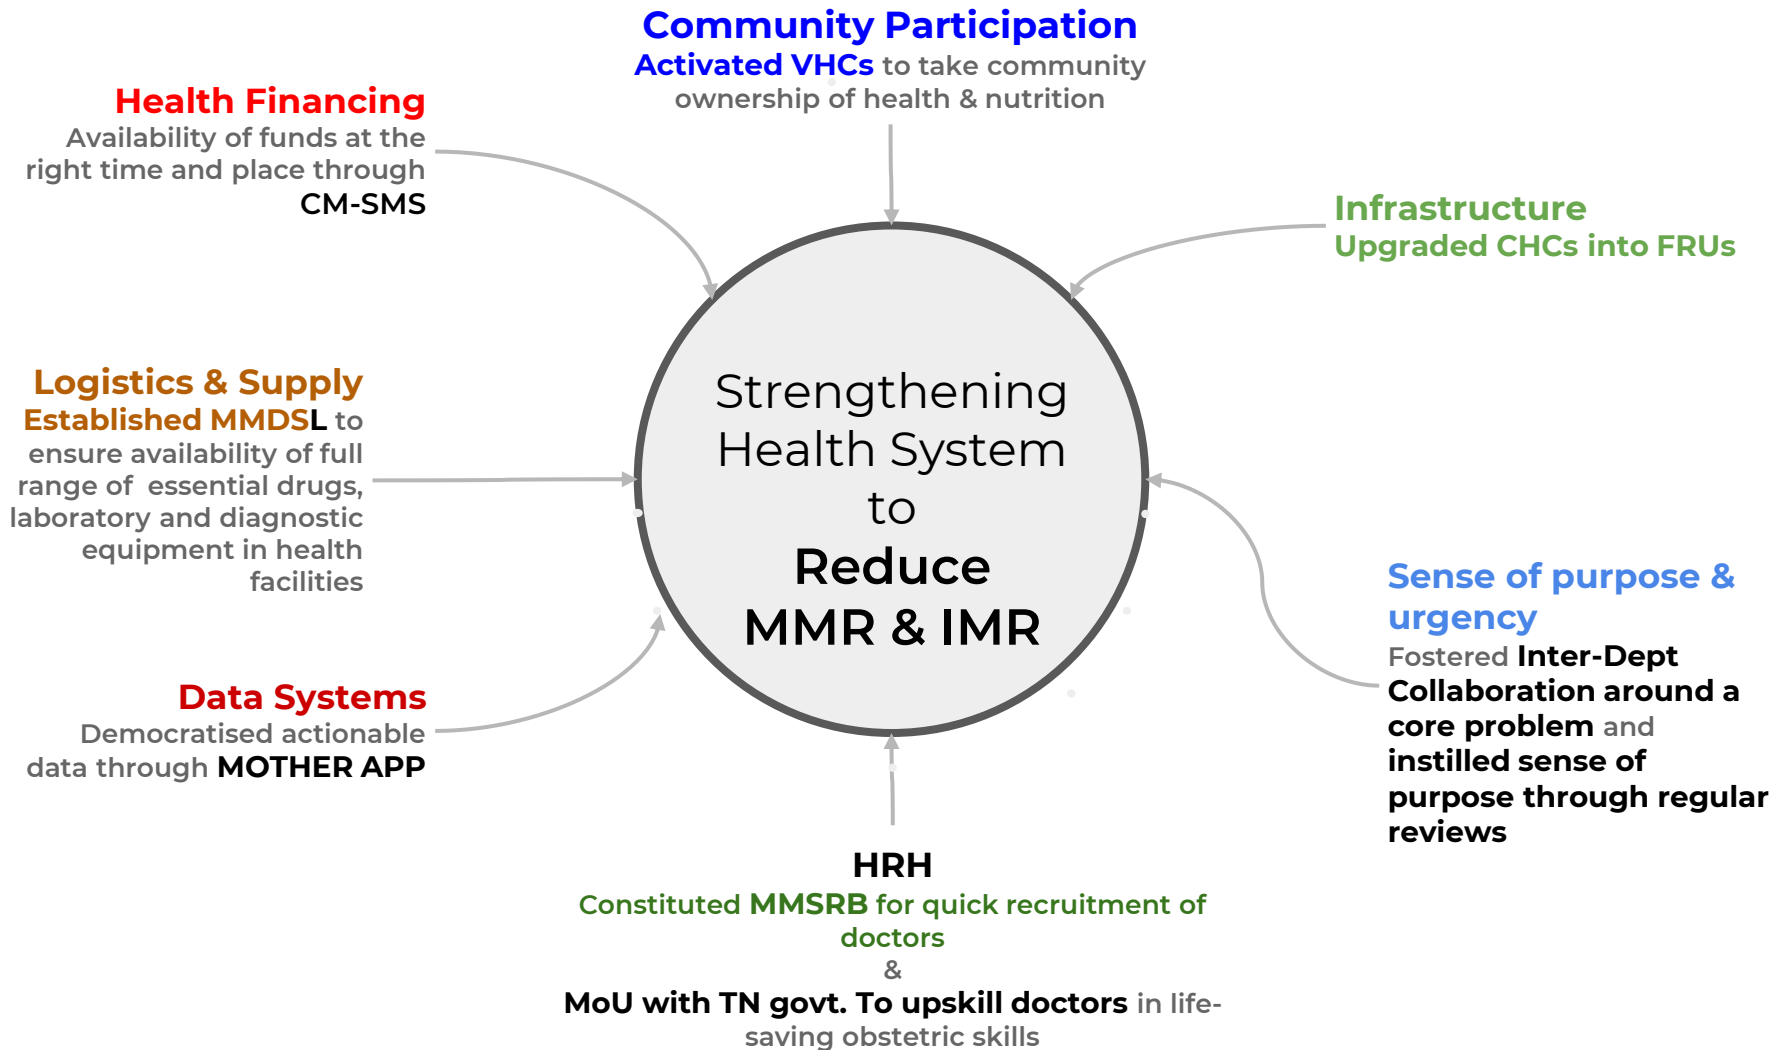 Community Participation
Activated VHCs to take community
ownership of health & nutrition
Health Financing
Availability of funds at the
right time and place through
CM-SMS
Infrastructure
Upgraded CHCs into FRUs
Logistics & Supply
Established MMDSL to
ensure availability of full
range of essential drugs,
laboratory and diagnostic
equipment in health
facilities
Strengthening
Health System
to
Reduce
MMR & IMR
Sense of purpose &
urgency
Fostered Inter-Dept
Collaboration around a
core problem and
instilled sense of
purpose through regular
reviews
Data Systems
Democratised actionable
data through MOTHER APP
HRH
Constituted MMSRB for quick recruitment of
doctors
&
MoU with TN govt. To upskill doctors in life-
saving obstetric skills